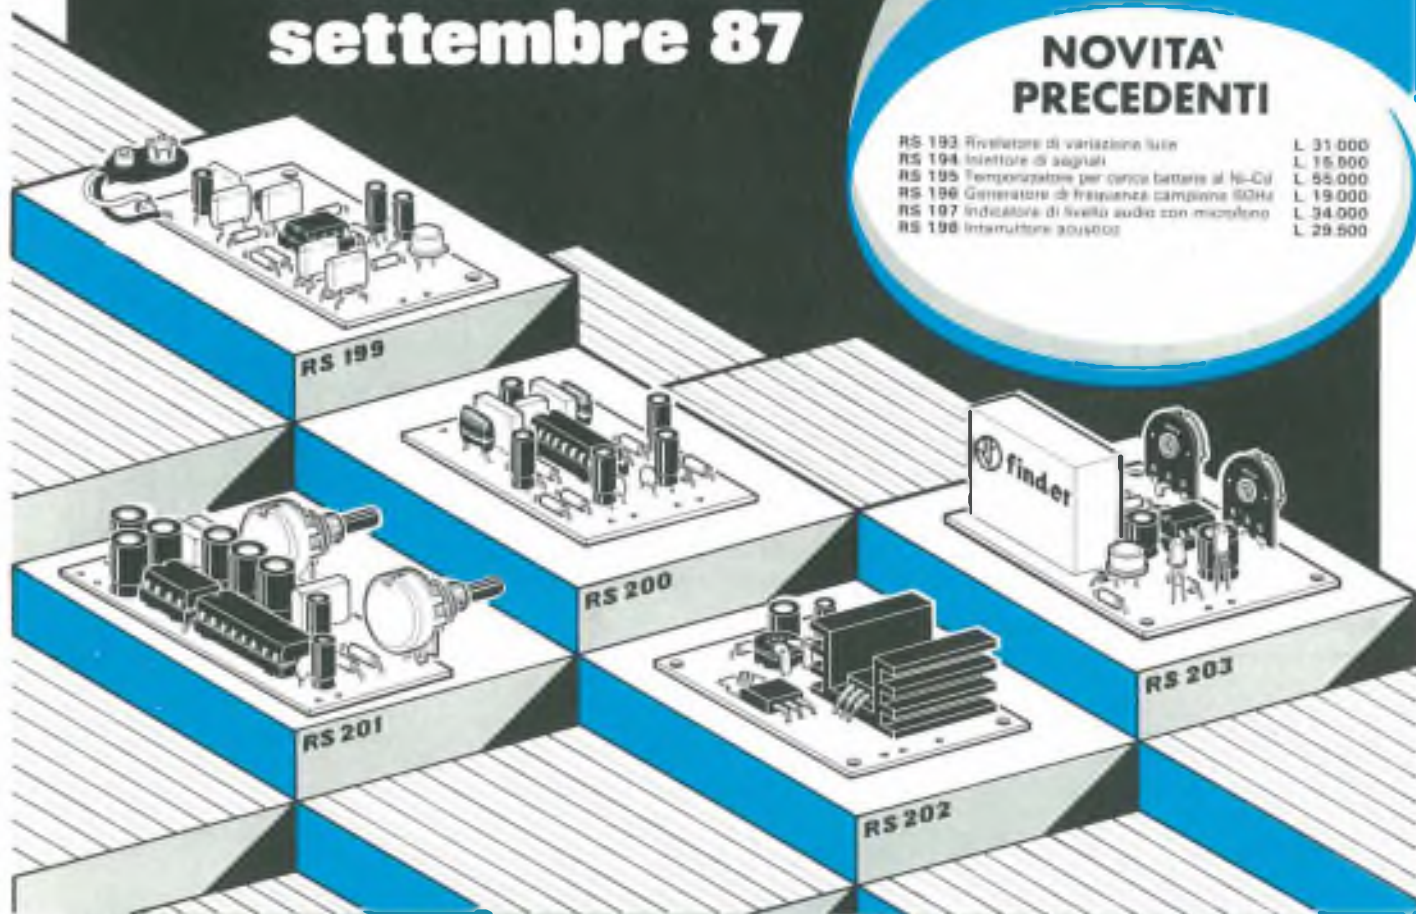 settembre 87
NOVITA'
PRECEDENTI
RS 193 Rivelatore di variazione luce L. 31.000
RS 194 Iniettore di segnali L. 15.500
RS 195 Temporizzatore per carica batterie al Ni-Cd L. 55.000
RS 196 Generatore di frequenza campione 50Hz L. 19.000
RS 197 Indicatore di livello audio con microfono L. 34.000
RS 198 Interruttore acustico L. 29.500
RS 199
finder
RS 200
RS 203
RS 201
RS 202